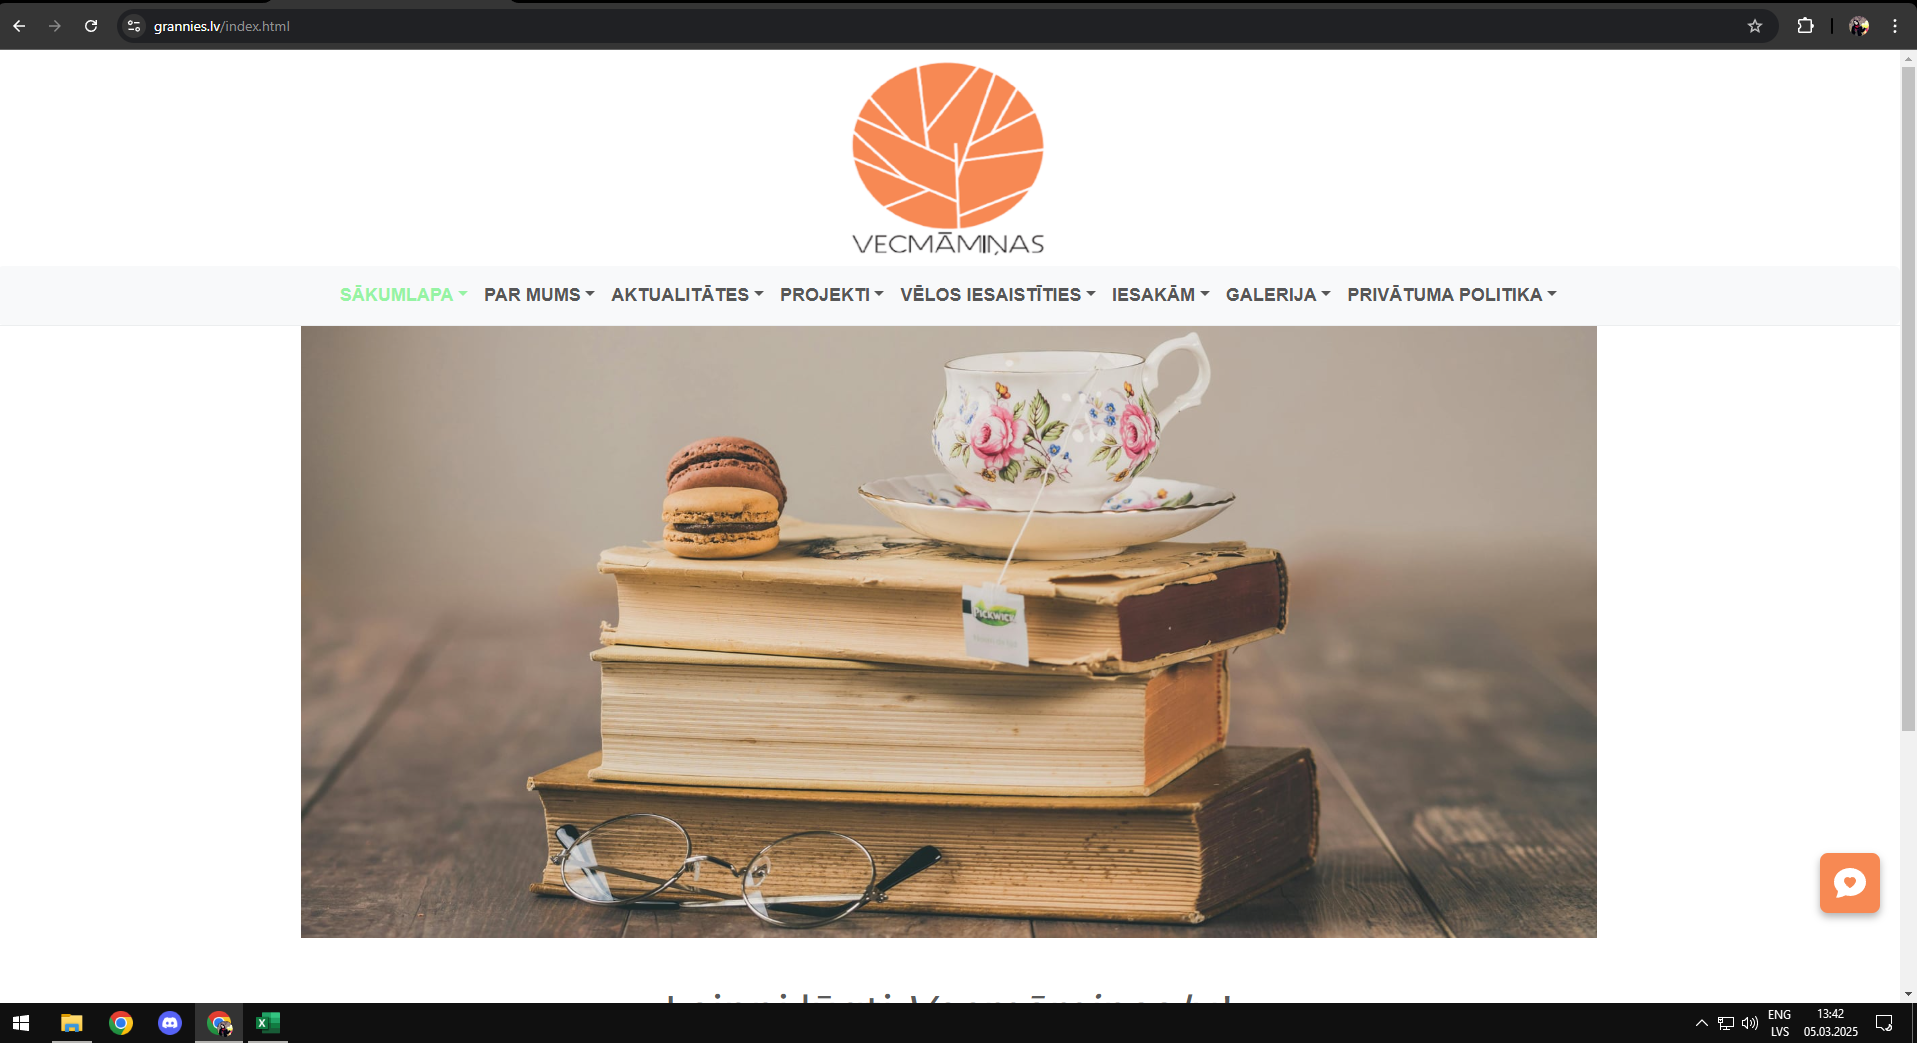 grannies.lv/index.html
VECMĀMIŅAS
SĀKUMLAPA PAR MUMS AKTUALITĀTES PROJEKTI VĒLOS IESAISTĪTIES IESAKĀM GALERIJA PRIVĀTUMA POLITIKA
PICKWICK
ENG
LVS
13:42
05.03.2025